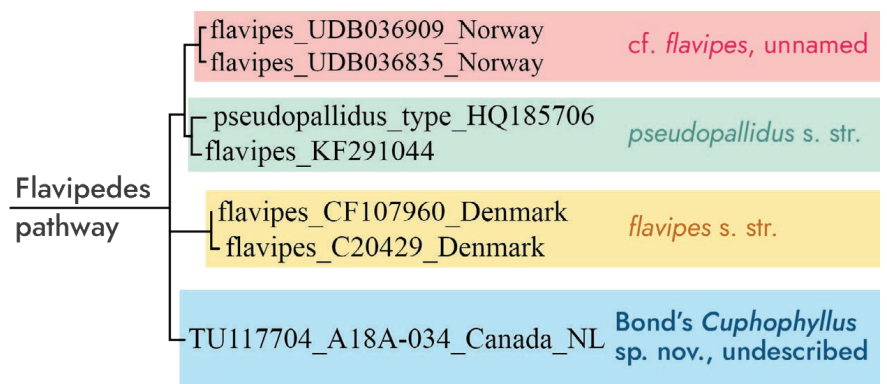 flavipes_UDB036909_Norway
flavipes_UDB036835_Norway
cf. flavipes, unnamed
pseudopallidus_type_HQ185706
flavipes_KF291044
pseudopallidus s. str.
Flavipedes
pathway
flavipes_CF107960_Denmark
flavipes_C20429_Denmark
flavipes s. str.
TU117704_A18A-034_Canada_NL
Bond's Cuphophyllus
sp. nov., undescribed